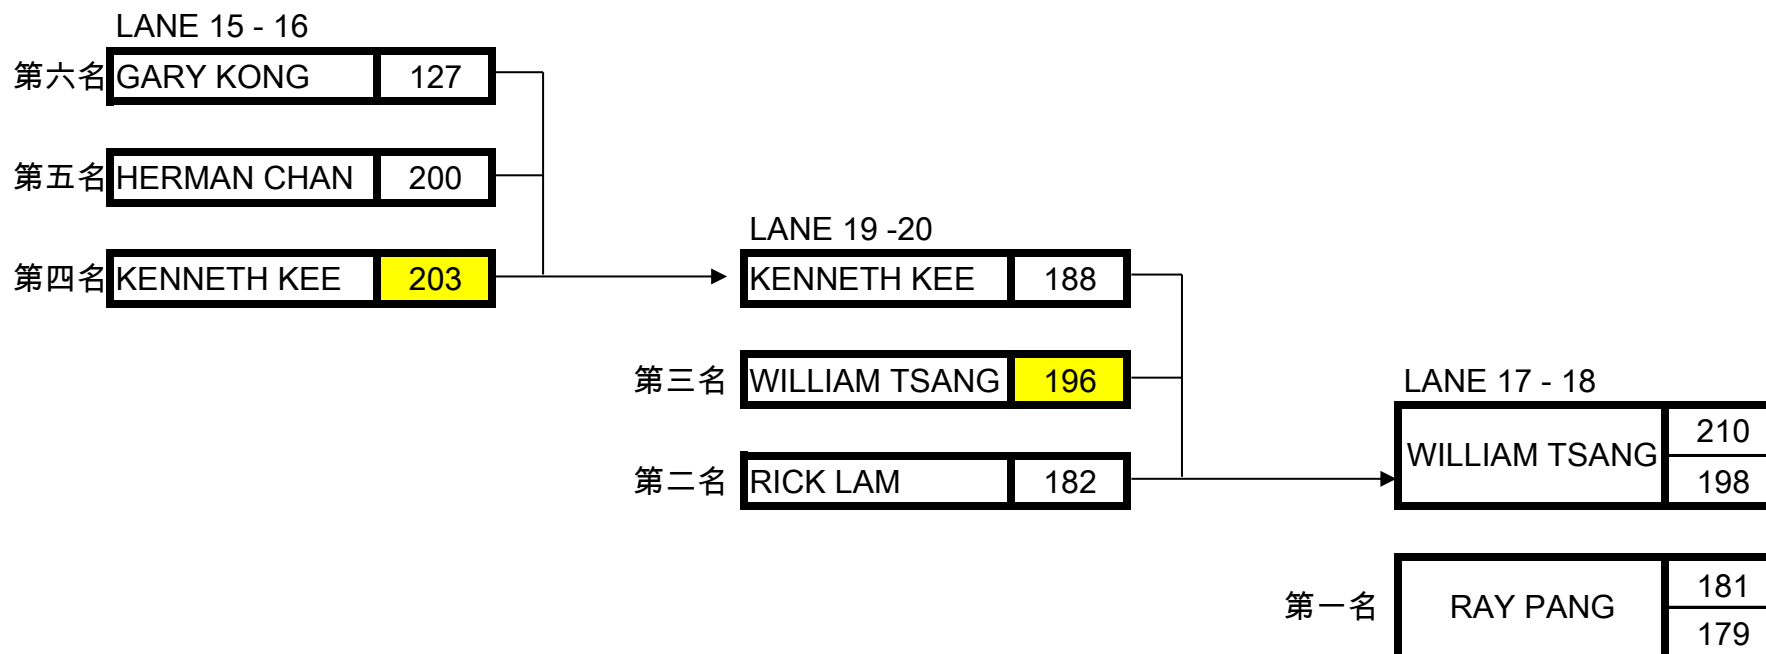 LANE 15 - 16
第六名 GARY KONG 127
第五名 HERMAN CHAN 200
第四名 KENNETH KEE 203
LANE 19 -20
KENNETH KEE 188
第三名 WILLIAM TSANG 196
第二名 RICK LAM 182
LANE 17 - 18
WILLIAM TSANG 210
198
第一名 RAY PANG 181
179